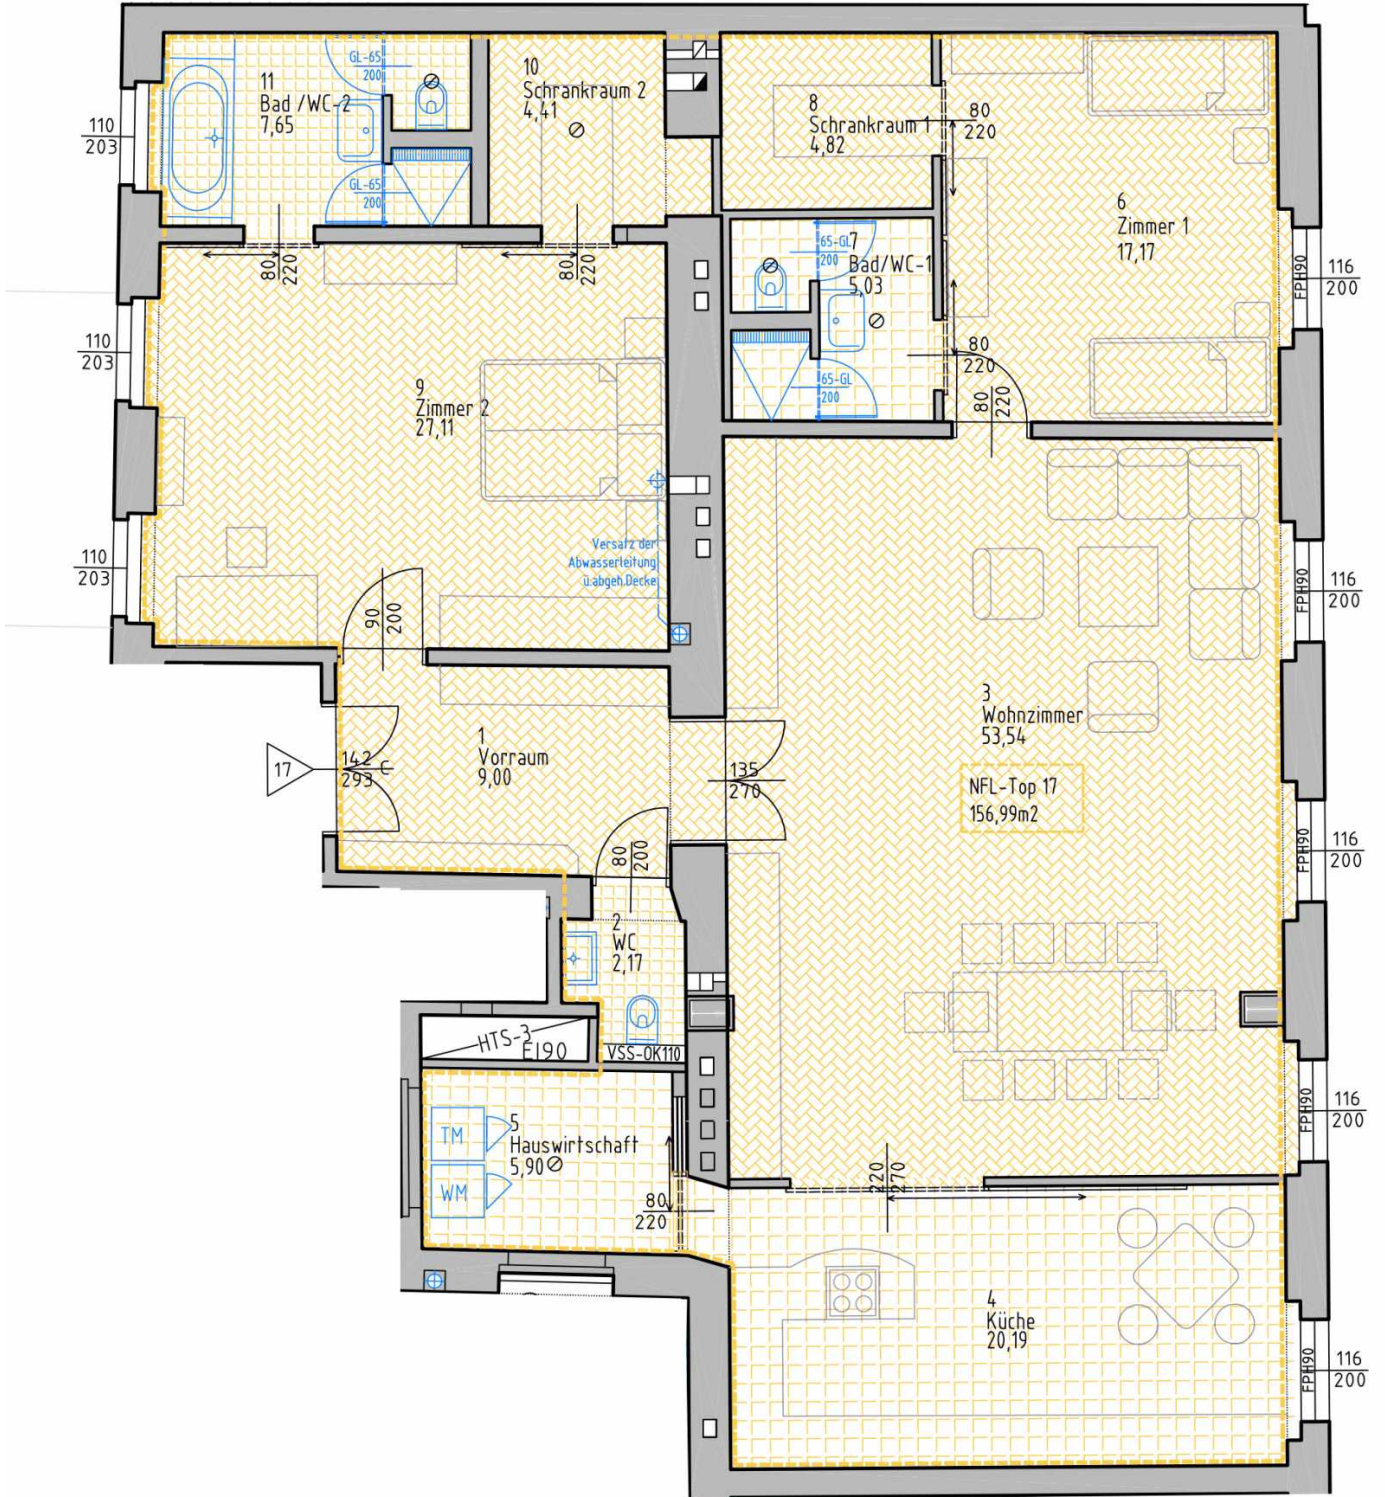 11
Bad /WC-2
7,65
GL-65
200
GL-65
200
10
Schrankraum 2
4,41
8
Schrankraum 1
4,82
80
220
6
Zimmer 1
17,17
110
203
80
220
80
220
65-GL
200
7
Bad/WC-1
5,03
FPH90
116
200
110
203
80
220
65-GL
200
80
220
9
Zimmer 2
27,11
Versatz der
Abwasserleitung
ü.abgeh.Decke
110
203
90
200
FPH90
116
200
3
Wohnzimmer
53,54
1
Vorraum
9,00
17
142
293
C
135
270
NFL-Top 17
156,99m2
FPH90
116
200
80
200
2
WC
2,17
HTS-3
EI90
VSS-OK110
FPH90
116
200
5
Hauswirtschaft
5,90
TM
WM
220
270
80
220
4
Küche
20,19
FPH90
116
200